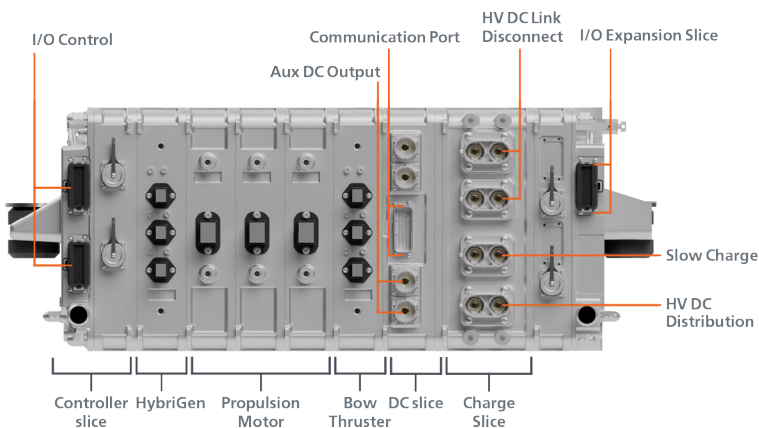 HV DC Link
Disconnect
I/O Control
Communication Port
I/O Expansion Slice
Aux DC Output
Slow Charge
HV DC
Distribution
Controller
slice
HybriGen
Propulsion
Motor
Bow
Thruster
DC slice
Charge
Slice